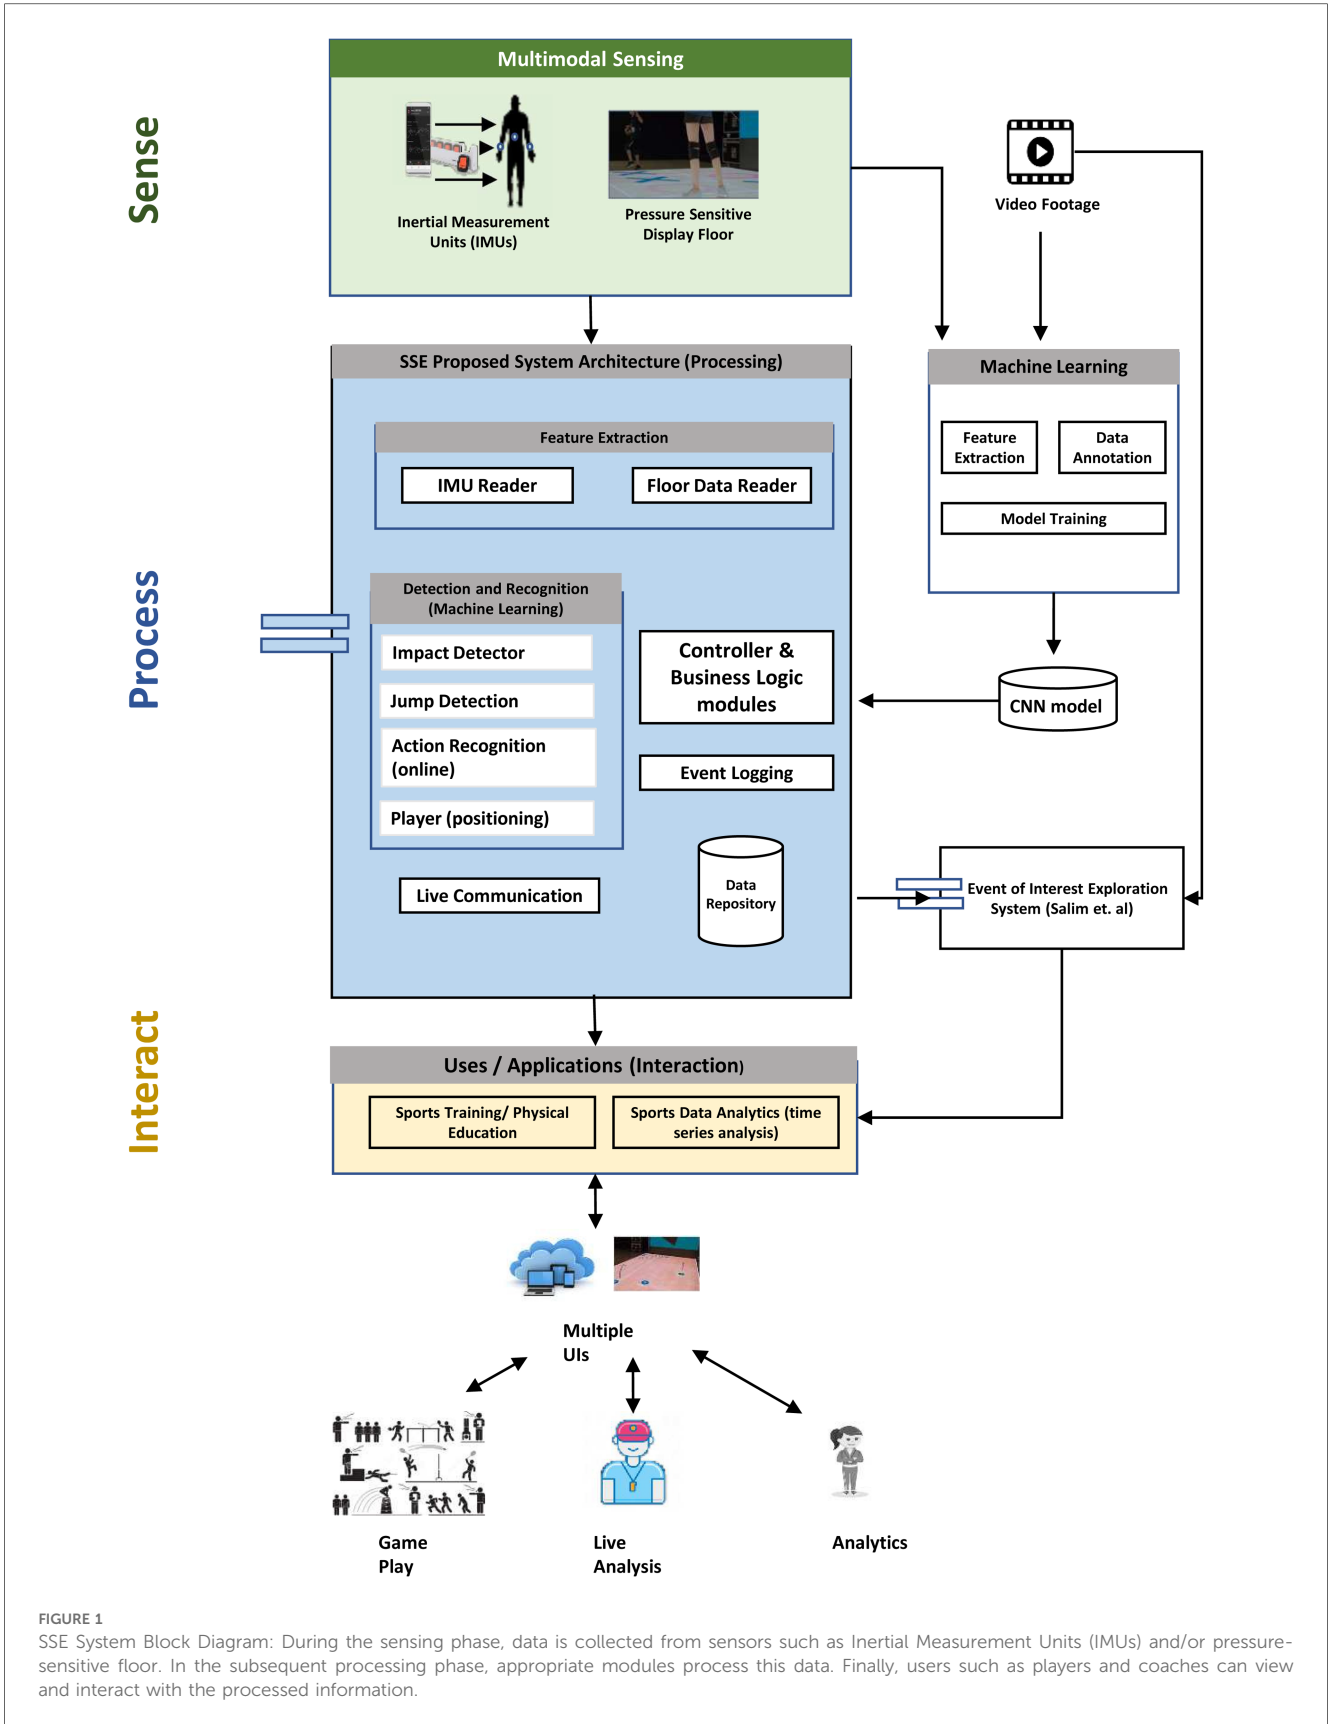 Sense
Multimodal Sensing
Inertial Measurement
Units (IMUs)
Pressure Sensitive
Display Floor
Video Footage
Process
SSE Proposed System Architecture (Processing)
Feature Extraction
IMU Reader
Floor Data Reader
Detection and Recognition
(Machine Learning)
Impact Detector
Jump Detection
Action Recognition
(online)
Player (positioning)
Controller &
Business Logic
modules
Event Logging
Data
Repository
Live Communication
Machine Learning
Feature
Extraction
Data
Annotation
Model Training
CNN model
Event of Interest Exploration
System (Salim et. al)
Interact
Uses / Applications (Interaction)
Sports Training/ Physical
Education
Sports Data Analytics (time
series analysis)
Multiple
UIs
Game
Play
Live
Analysis
Analytics
FIGURE 1
SSE System Block Diagram: During the sensing phase, data is collected from sensors such as Inertial Measurement Units (IMUs) and/or pressure-
sensitive floor. In the subsequent processing phase, appropriate modules process this data. Finally, users such as players and coaches can view
and interact with the processed information.